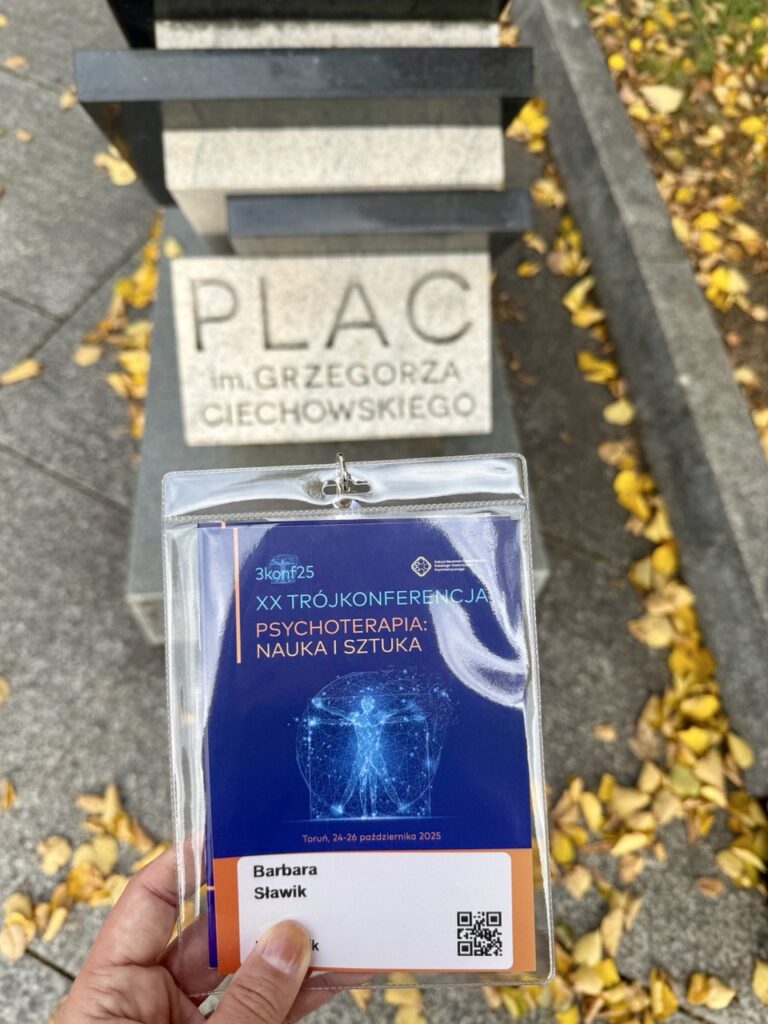 PLAC
im. GRZEGORZA
CIECHOWSKIEGO
3konf25
XX TRÓJKONFERENCJA
PSYCHOTERAPIA:
NAUKA I SZTUKA
Toruń, 24-26 października 2025
Barbara
Sławik